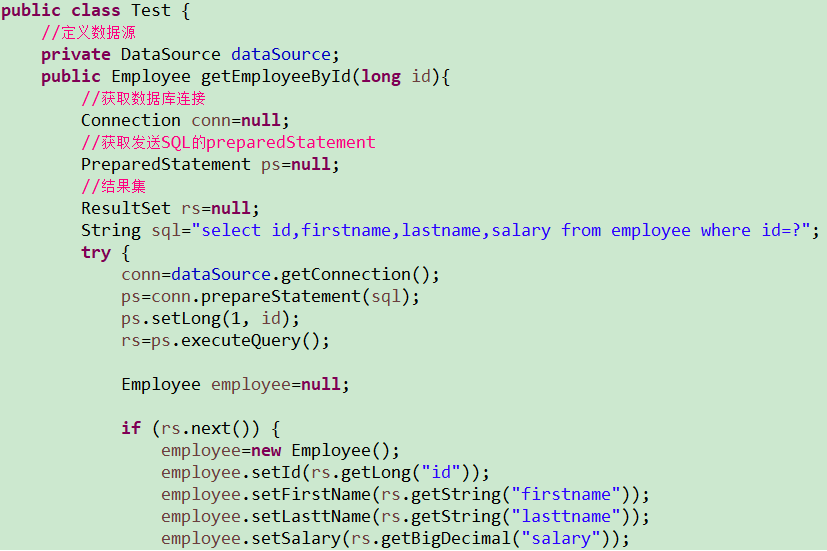 public class Test {
//定义数据源
private DataSource dataSource;
public Employee getEmployeeById(long id){
//获取数据库连接
Connection conn=null;
//获取发送SQL的preparedStatement
PreparedStatement ps=null;
//结果集
ResultSet rs=null;
String sql="select id,firstname,lastname,salary from employee where id=?";
try {
conn=dataSource.getConnection();
ps=conn.prepareStatement(sql);
ps.setLong(1, id);
rs=ps.executeQuery();
Employee employee=null;
if (rs.next()) {
employee=new Employee();
employee.setId(rs.getLong("id"));
employee.setFirstName(rs.getString("firstname"));
employee.setLasttName(rs.getString("lasttname"));
employee.setSalary(rs.getBigDecimal("salary"));